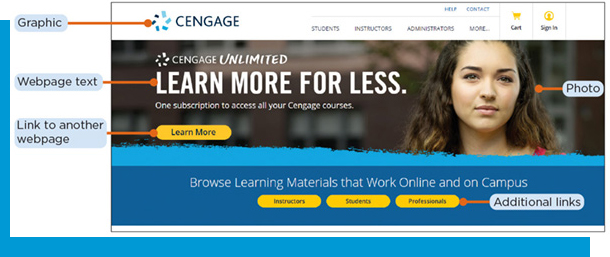 Graphic
CENGAGE
HELP CONTACT
STUDENTS INSTRUCTORS ADMINISTRATORS MORE...
Cart
Sign In
CENGAGE UNLIMITED
Webpage text
LEARN MORE FOR LESS.
Photo
One subscription to access all your Cengage courses.
Link to another
webpage
Learn More
Browse Learning Materials that Work Online and on Campus
Instructors
Students
Professionals
Additional links